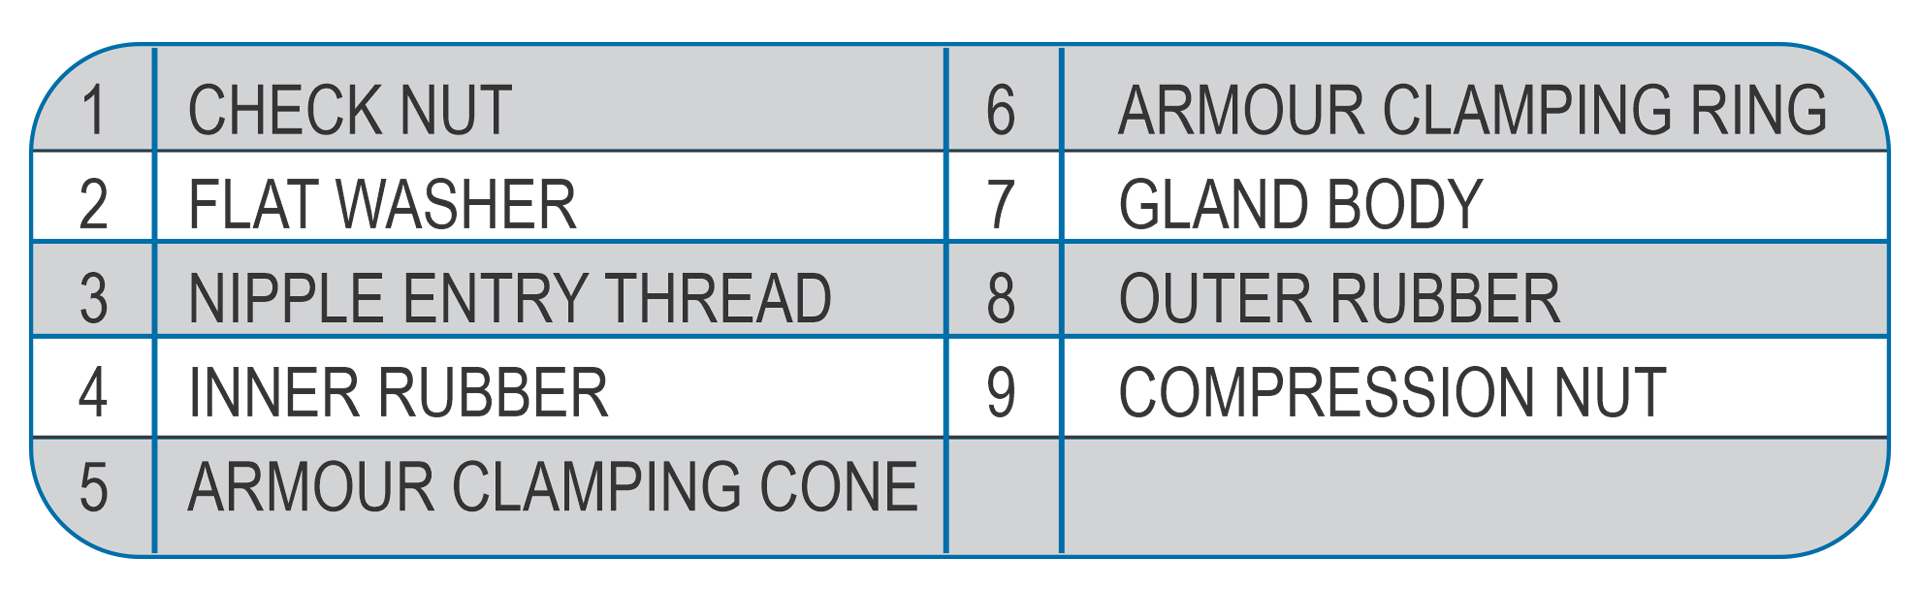 1 CHECK NUT 6 ARMOUR CLAMPING RING
2 FLAT WASHER 7 GLAND BODY
3 NIPPLE ENTRY THREAD 8 OUTER RUBBER
4 INNER RUBBER 9 COMPRESSION NUT
5 ARMOUR CLAMPING CONE